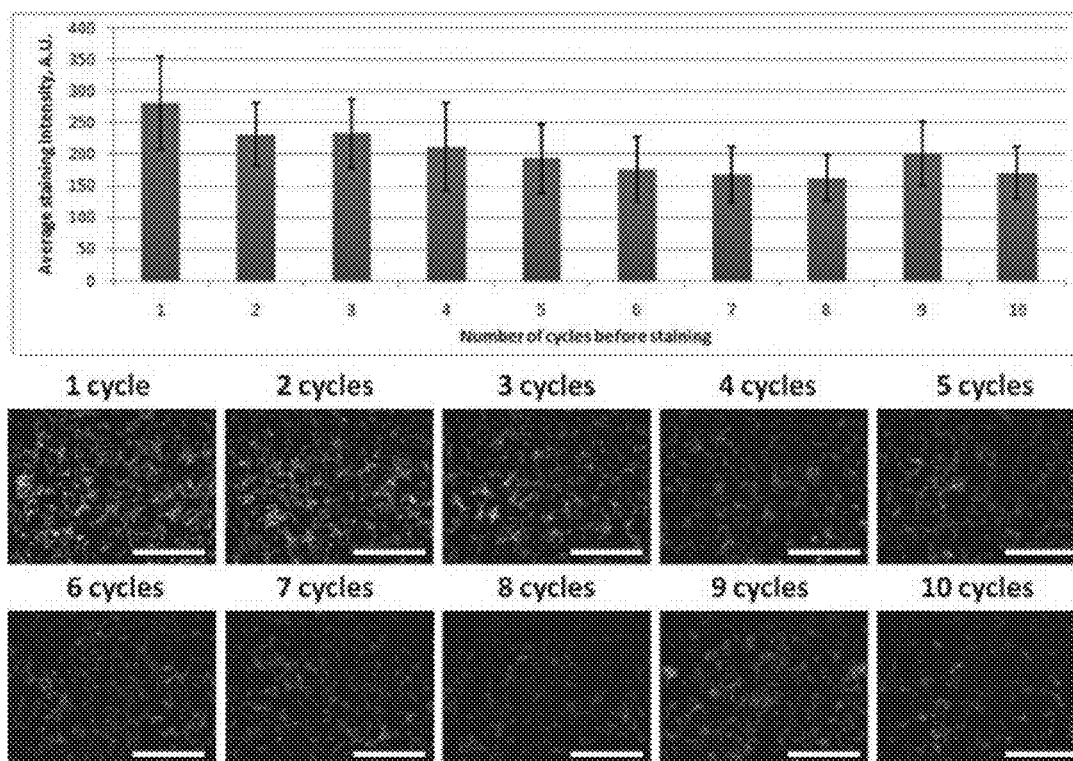 Average staining intensity, A.U.
400
350
300
250
200
150
100
50
0
1 2 3 4 5 6 7 8 9 10
Number of cycles before staining
1 cycle 2 cycles 3 cycles 4 cycles 5 cycles
6 cycles 7 cycles 8 cycles 9 cycles 10 cycles